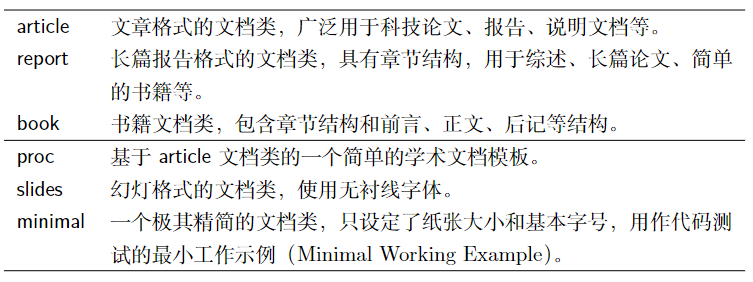 article 文章格式的文档类，广泛用于科技论文、报告、说明文档等。
report 长篇报告格式的文档类，具有章节结构，用于综述、长篇论文、简单
的书籍等。
book 书籍文档类，包含章节结构和前言、正文、后记等结构。
proc 基于 article 文档类的一个简单的学术文档模板。
slides 幻灯格式的文档类，使用无衬线字体。
minimal 一个极其精简的文档类，只设定了纸张大小和基本字号，用作代码测
试的最小工作示例（Minimal Working Example）。